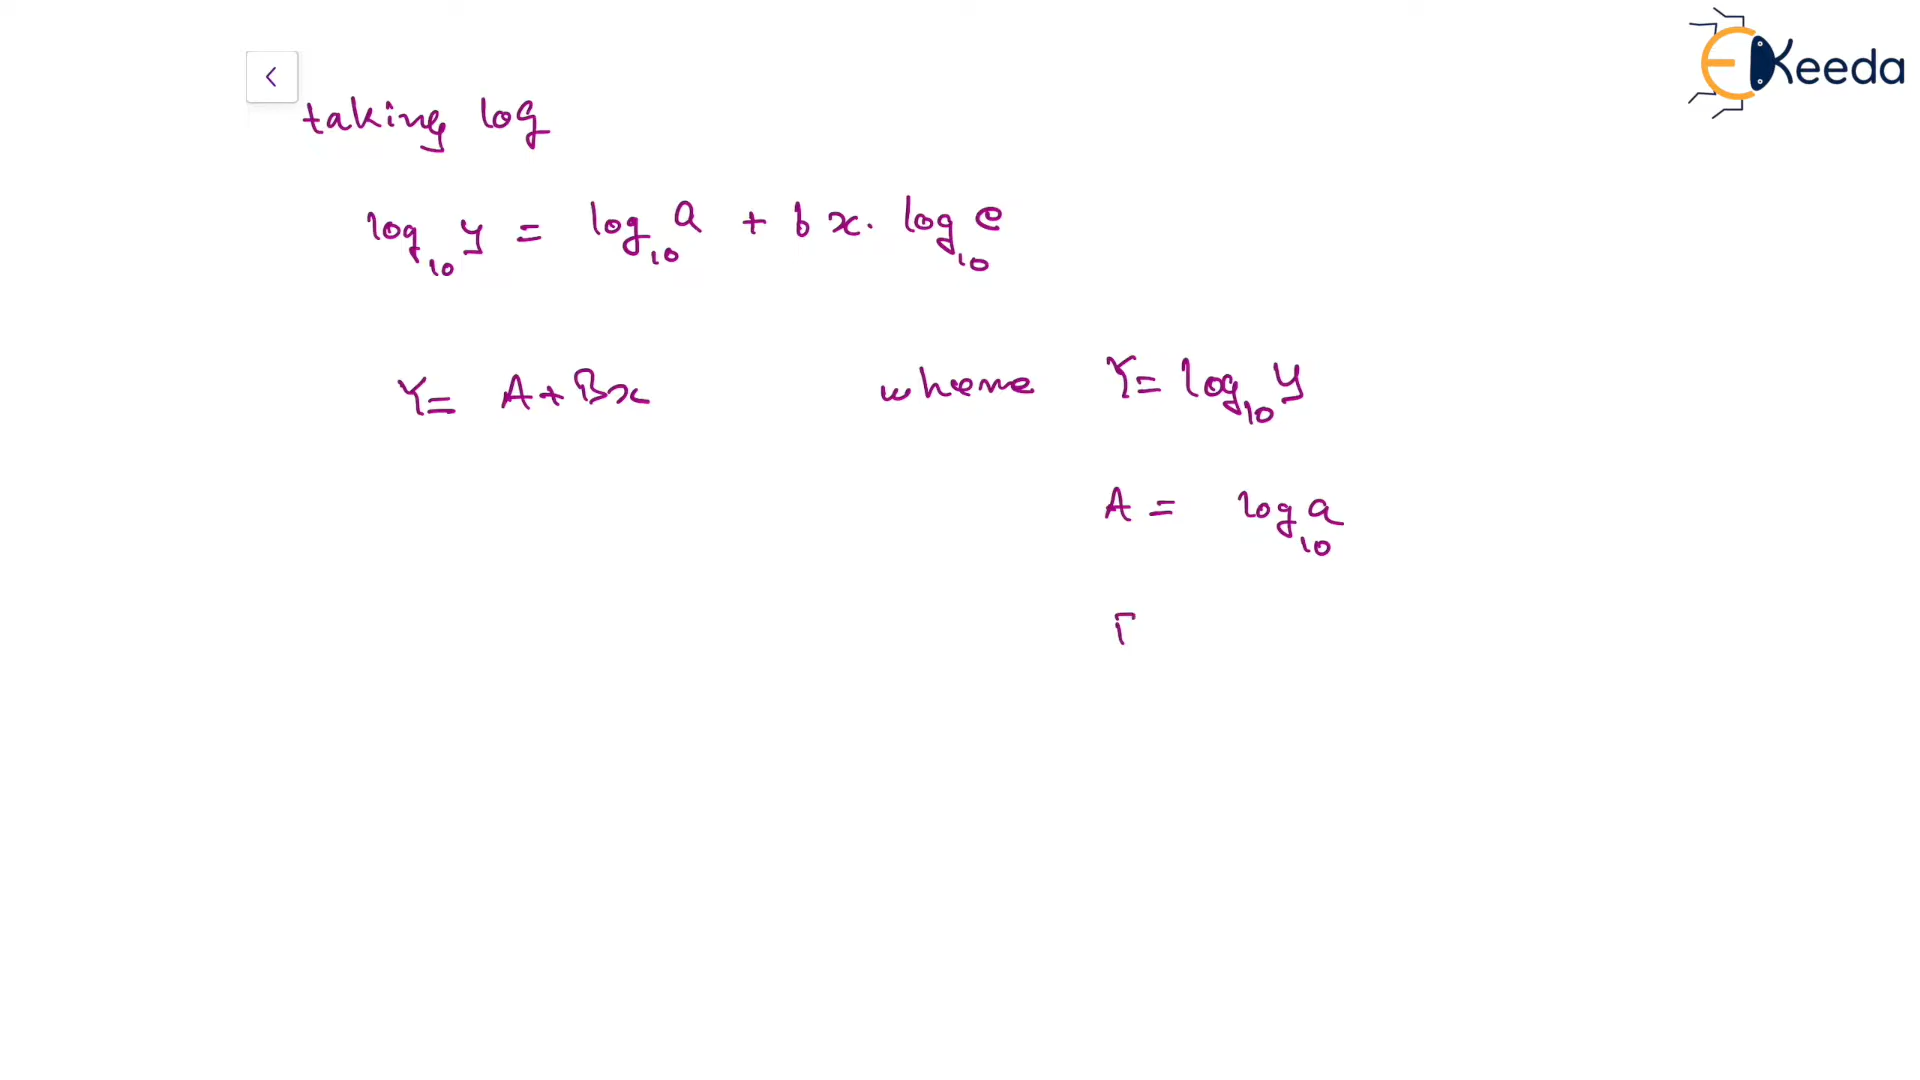 EKeeda
taking log
log₁₀ y = log₁₀ a + b x . log₁₀ e
Y = A + Bx where Y = log₁₀ y
A = log₁₀ a